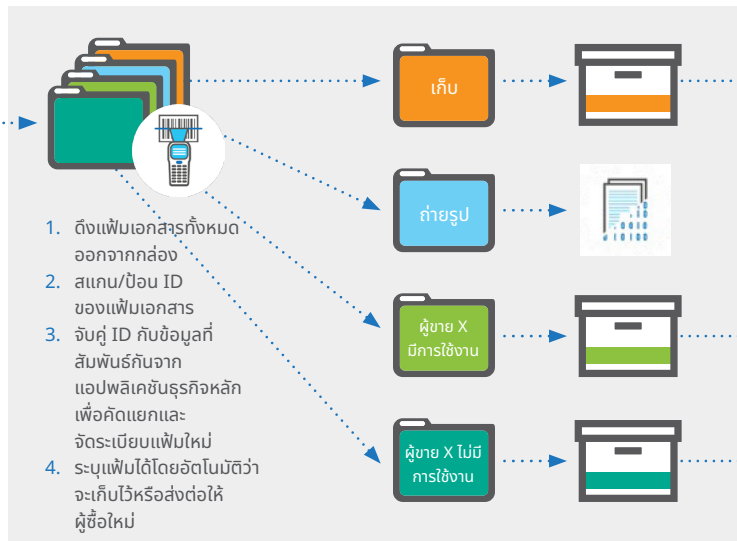 เก็บ
ถ่ายรูป
ผู้ขาย X
มีการใช้งาน
ผู้ขาย X ไม่มี
การใช้งาน
1. ดึงแฟ้มเอกสารทั้งหมด
ออกจากกล่อง
2. สแกน/ป้อน ID
ของแฟ้มเอกสาร
3. จับคู่ ID กับข้อมูลที่
สัมพันธ์กันจาก
แอปพลิเคชันธุรกิจหลัก
เพื่อคัดแยกและ
จัดระเบียบแฟ้มใหม่
4. ระบุแฟ้มได้โดยอัตโนมัติว่า
จะเก็บไว้หรือส่งต่อให้
ผู้ซื้อใหม่